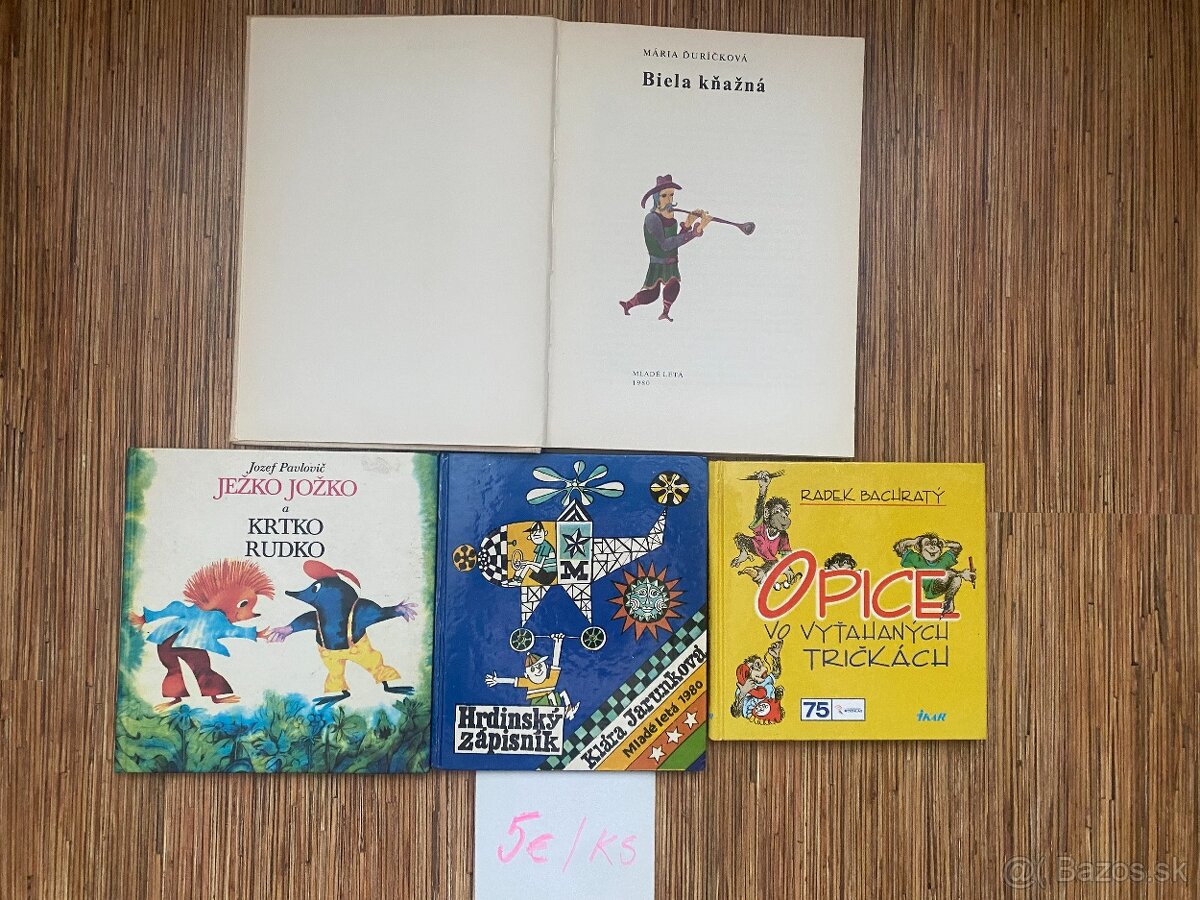 MÁRIA ĎURÍČKOVÁ
Biela kňažná
MLADÉ LETÁ
1980
Jozef Pavlovič
JEŽKO JOŽKO
a
KRTKO
RUDKO
M
Hrdinský
zápisník
Klára Jarunková
Mladé letá 1980
RADEK BACHRATÝ
OPICE
VO VYŤAHANÝCH
TRIČKÁCH
75
IKAR
5€/KS
@ Bazos.sk